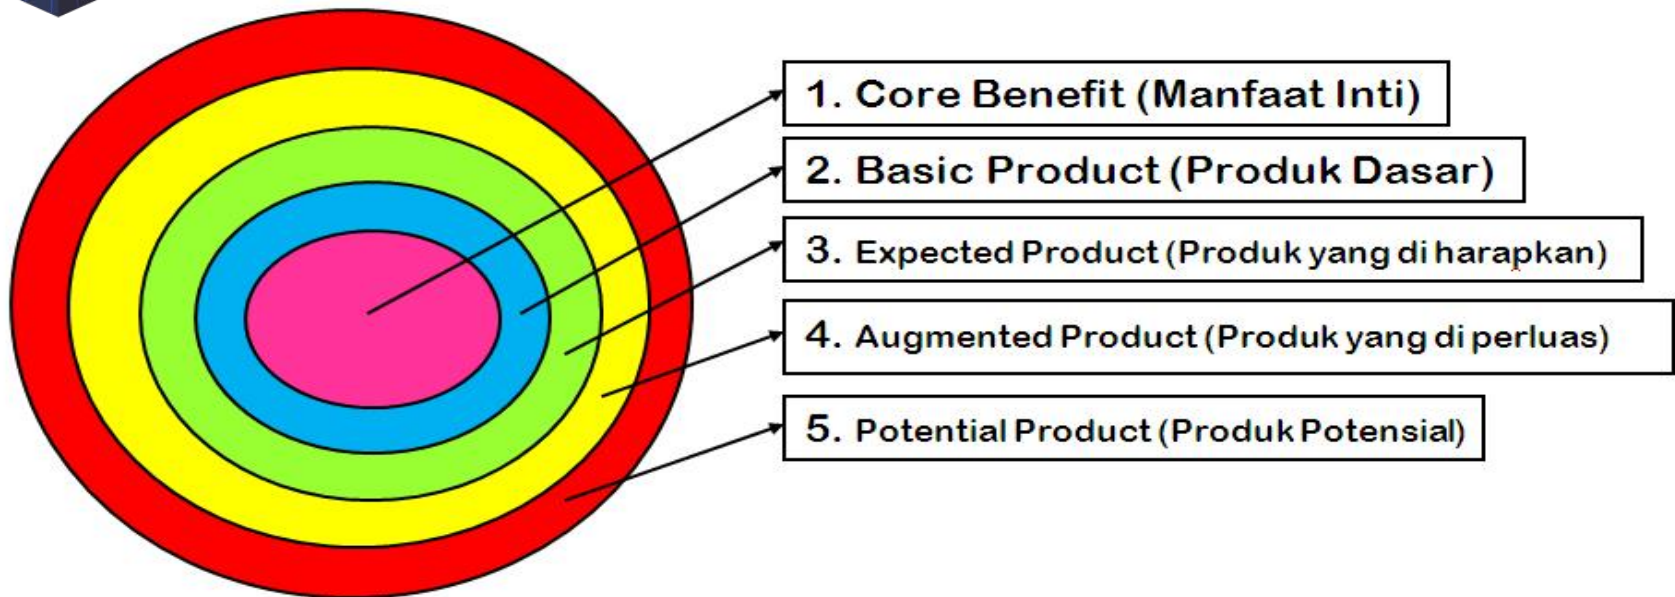 1. Core Benefit (Manfaat Inti)
2. Basic Product (Produk Dasar)
3. Expected Product (Produk yang di harapkan)
4. Augmented Product (Produk yang di perluas)
5. Potential Product (Produk Potensial)